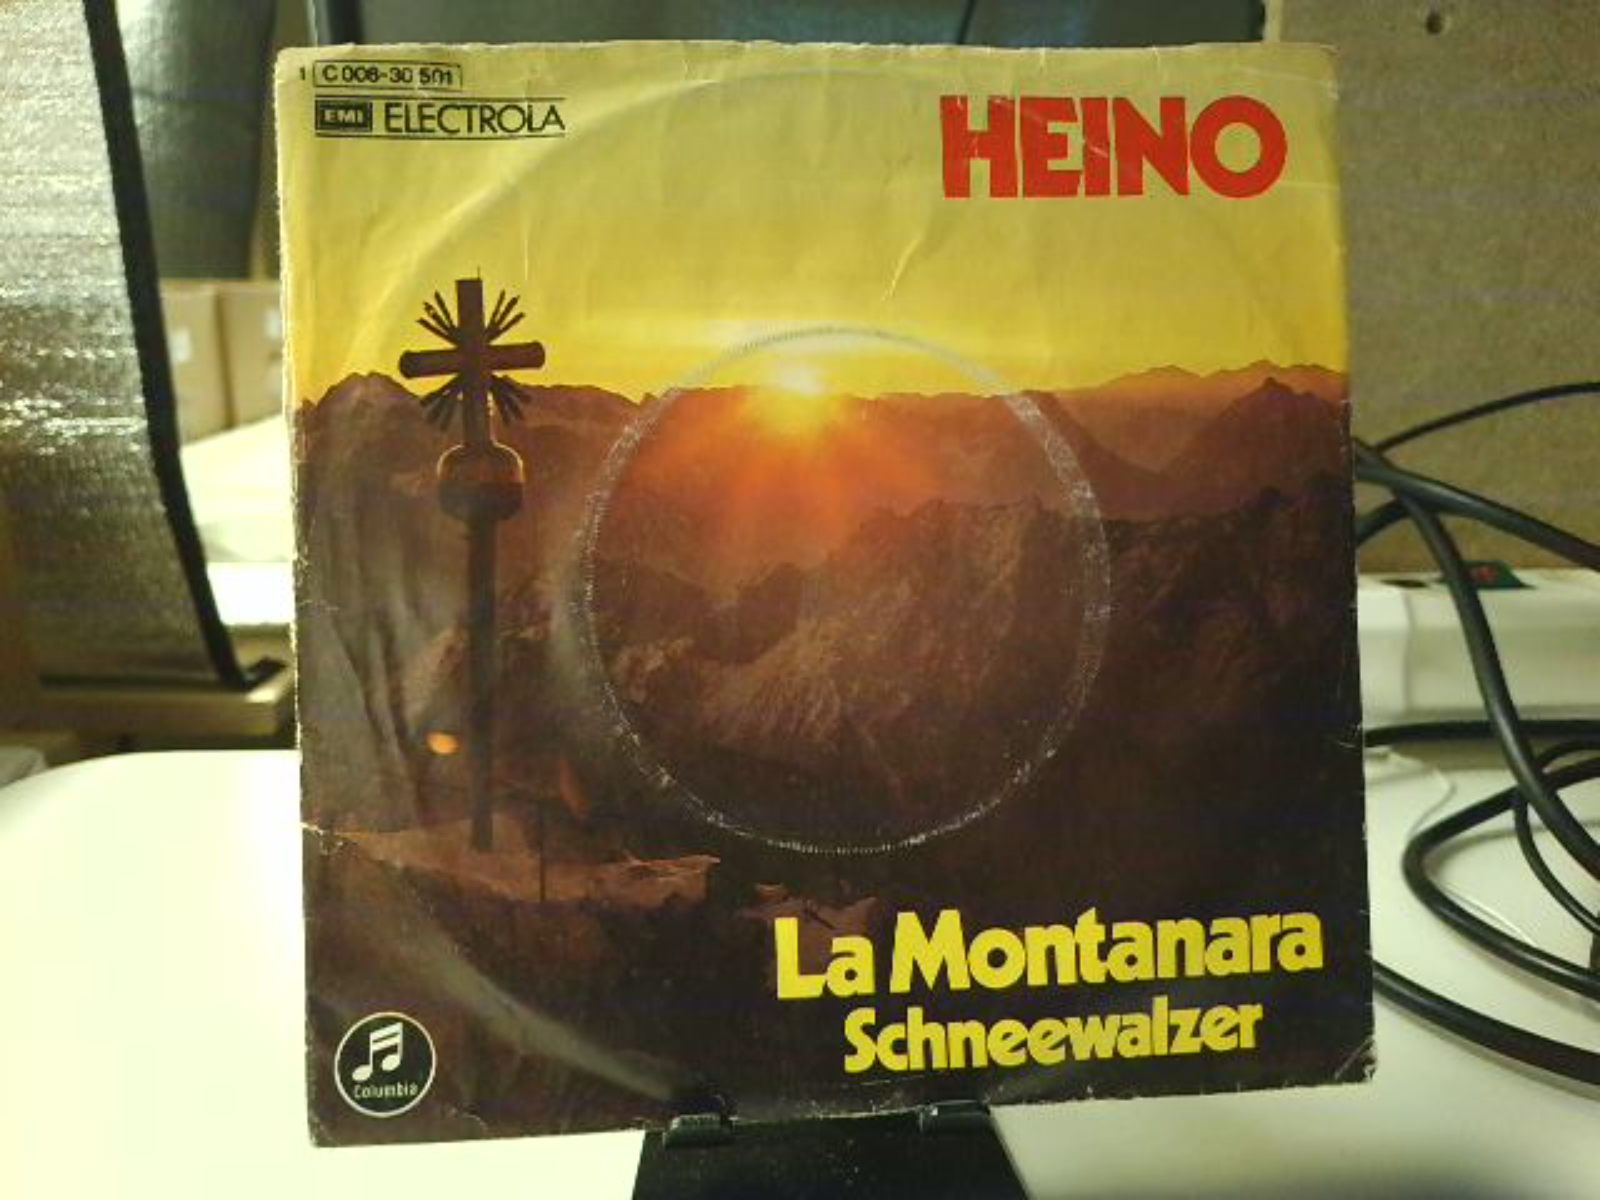 1 C 006-30 501
EMI ELECTROLA
HEINO
La Montanara
Schneewalzer
Columbia